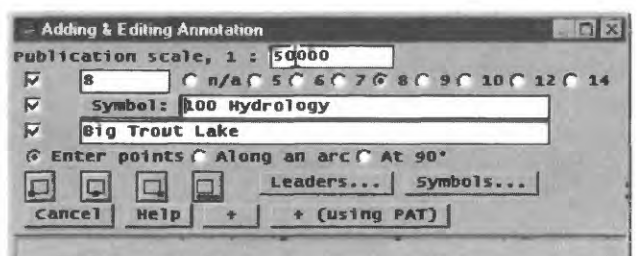 Adding & Editing Annotation
Publication scale, 1 : 50000
8 n/a 5 6 7 8 9 10 12 14
Symbol: 100 Hydrology
Big Trout Lake
Enter points Along an arc At 90°
Leaders... Symbols...
Cancel Help + + (using PAT)